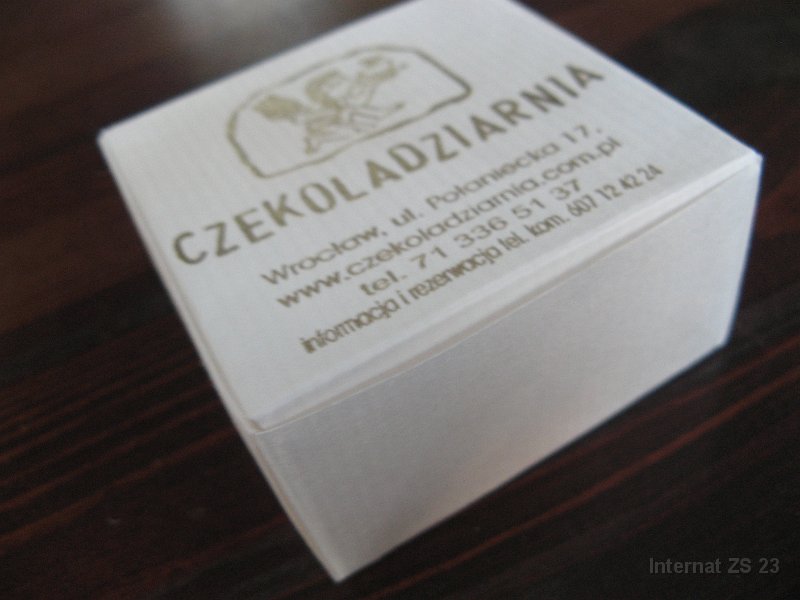 CZEKOLADZIARNIA
Wrocław, ul. Połaniecka 17,
www.czekoladziarnia.com.pl
tel. 71 336 51 37
informacja i rezerwacja tel. kom. 607 12 42 24
Internat ZS 23